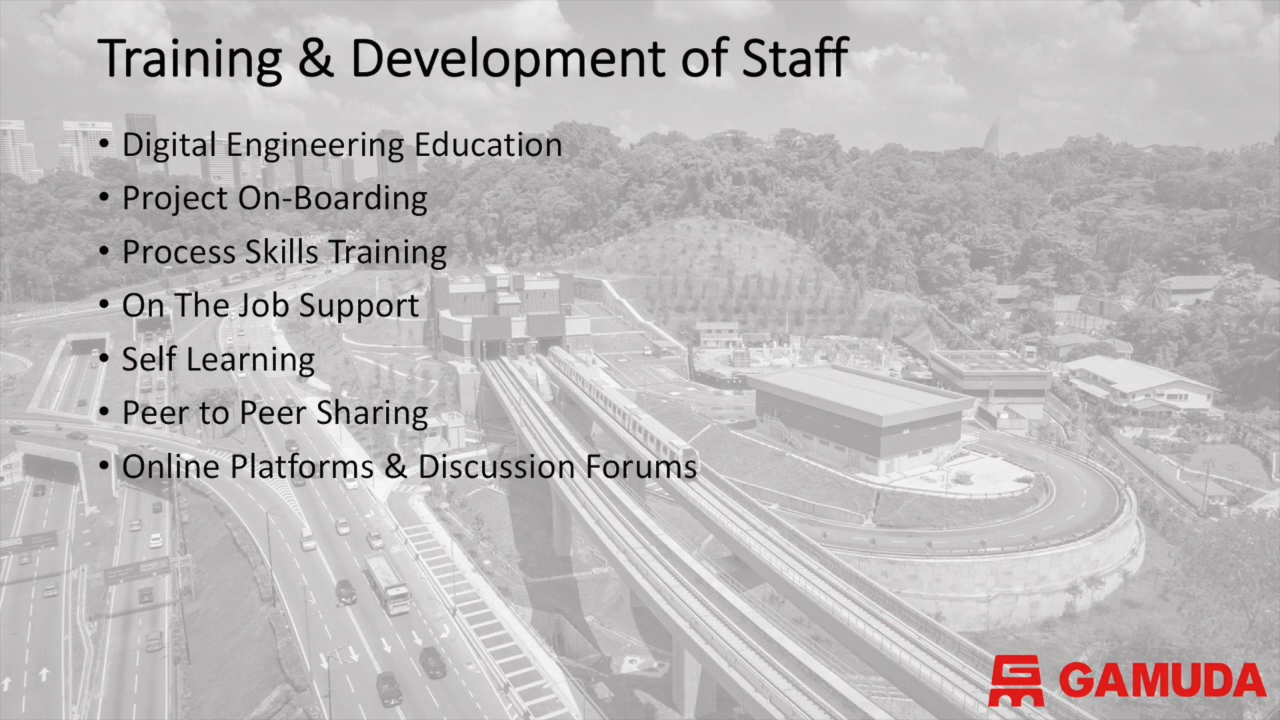 Training & Development of Staff
• Digital Engineering Education
• Project On-Boarding
• Process Skills Training
• On The Job Support
• Self Learning
• Peer to Peer Sharing
• Online Platforms & Discussion Forums
GAMUDA